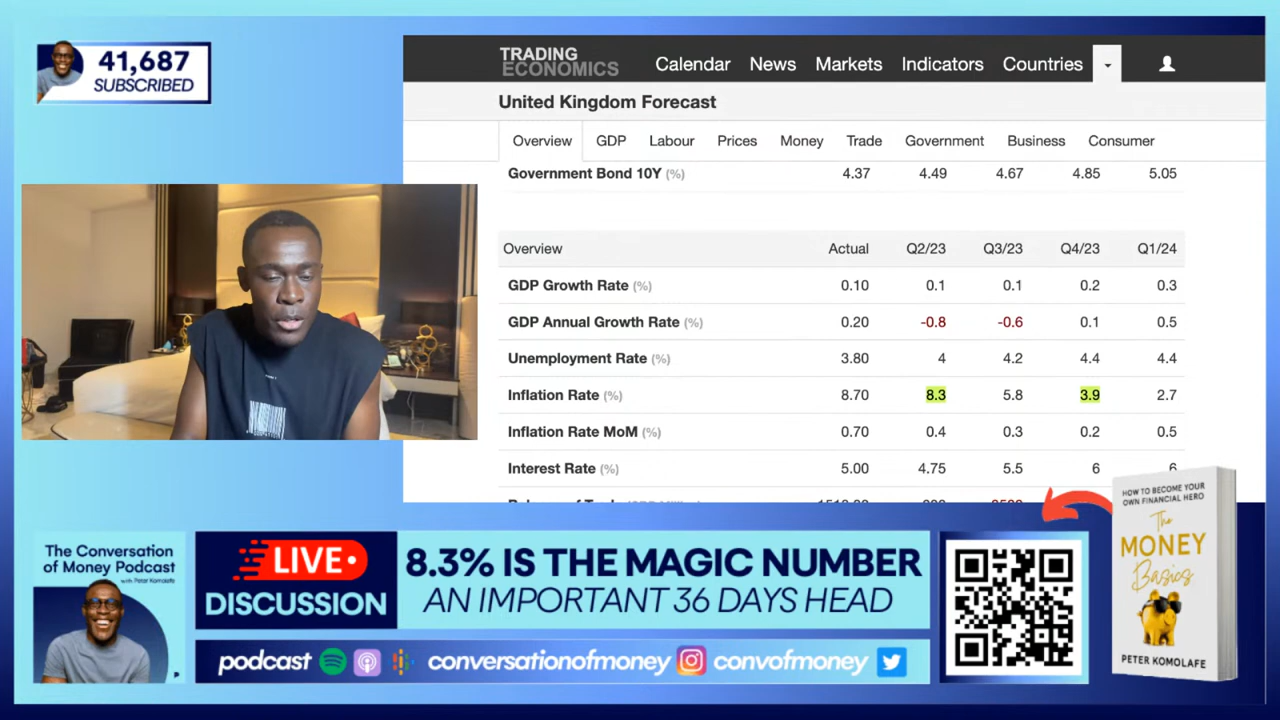 41,687
SUBSCRIBED
TRADING
ECONOMICS
Calendar News Markets Indicators Countries
United Kingdom Forecast
Overview GDP Labour Prices Money Trade Government Business Consumer
Government Bond 10Y (%) 4.37 4.49 4.67 4.85 5.05
Overview Actual Q2/23 Q3/23 Q4/23 Q1/24
GDP Growth Rate (%) 0.10 0.1 0.1 0.2 0.3
GDP Annual Growth Rate (%) 0.20 -0.8 -0.6 0.1 0.5
Unemployment Rate (%) 3.80 4 4.2 4.4 4.4
Inflation Rate (%) 8.70 8.3 5.8 3.9 2.7
Inflation Rate MoM (%) 0.70 0.4 0.3 0.2 0.5
Interest Rate (%) 5.00 4.75 5.5 6 6
The Conversation
of Money Podcast
with Peter Komolafe
LIVE
DISCUSSION
8.3% IS THE MAGIC NUMBER
AN IMPORTANT 36 DAYS HEAD
podcast conversationofmoney convofmoney
HOW TO BECOME YOUR
OWN FINANCIAL HERO
The
MONEY
Basics
PETER KOMOLAFE